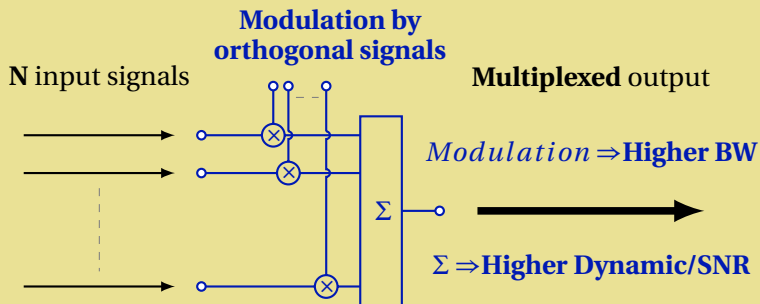 Modulation by
orthogonal signals
N input signals
Multiplexed output
Modulation ⇒Higher BW
Σ
Σ ⇒Higher Dynamic/SNR